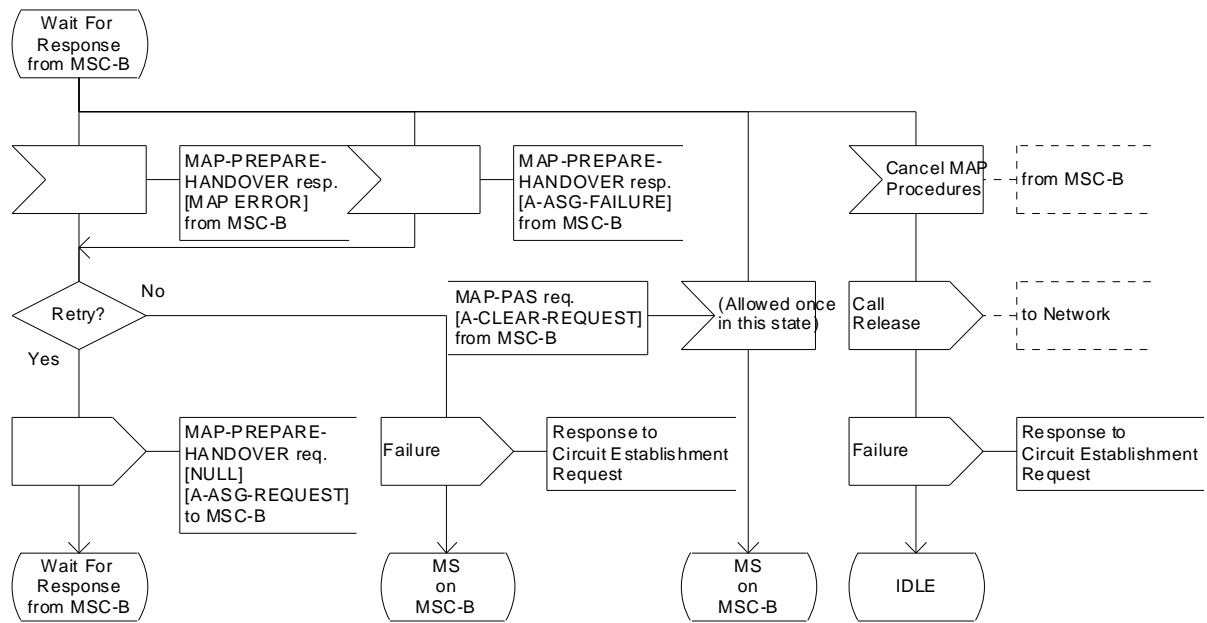 Wait For
Response
from MSC-B
MAP-PREPARE-
HANDOVER resp.
[MAP ERROR]
from MSC-B
MAP-PREPARE-
HANDOVER resp.
[A-ASG-FAILURE]
from MSC-B
Cancel MAP
Procedures
from MSC-B
Retry?
No
Yes
MAP-PAS req.
[A-CLEAR-REQUEST]
from MSC-B
(Allowed once
in this state)
Call
Release
to Network
MAP-PREPARE-
HANDOVER req.
[NULL]
[A-ASG-REQUEST]
to MSC-B
Failure
Response to
Circuit Establishment
Request
Failure
Response to
Circuit Establishment
Request
Wait For
Response
from MSC-B
MS
on
MSC-B
MS
on
MSC-B
IDLE